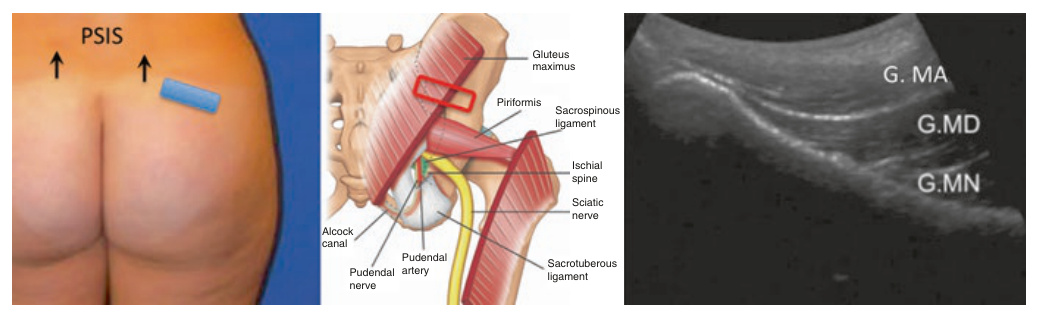 PSIS
Gluteus
maximus
Piriformis
Sacrospinous
ligament
Ischial
spine
Sciatic
nerve
Alcock
canal
Pudendal
nerve
Pudendal
artery
Sacrotuberous
ligament
G. MA
G.MD
G.MN